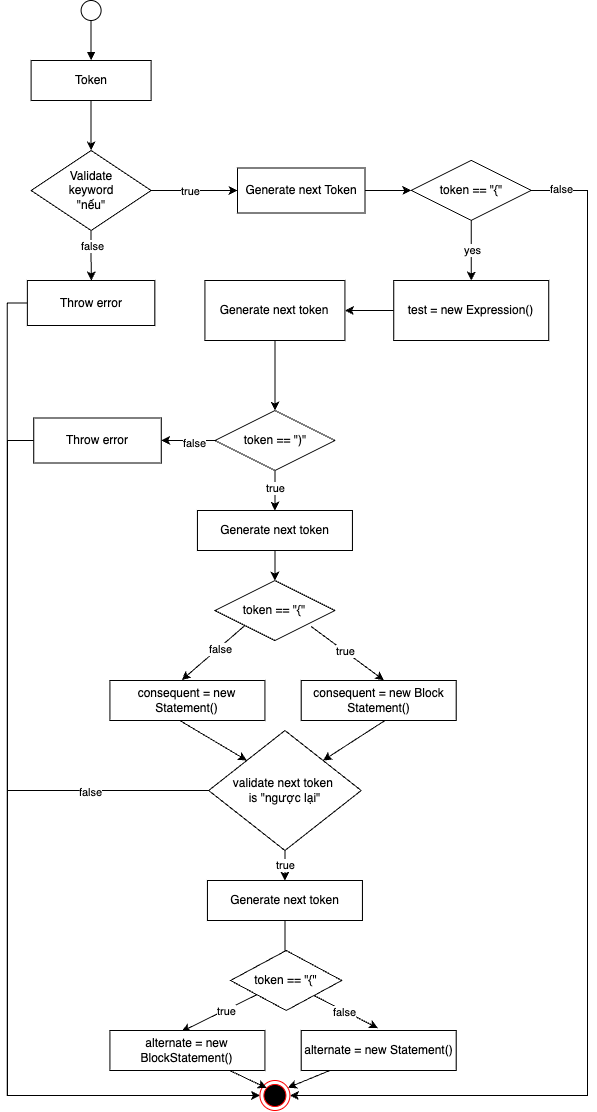 Token
Validate
keyword
"nếu"
true
Generate next Token
token == "{"
false
false
yes
Throw error
Generate next token
test = new Expression()
Throw error
false
token == ")"
true
Generate next token
token == "{"
false
true
consequent = new
Statement()
consequent = new Block
Statement()
validate next token
is "ngược lại"
false
true
Generate next token
token == "{"
true
false
alternate = new
BlockStatement()
alternate = new Statement()